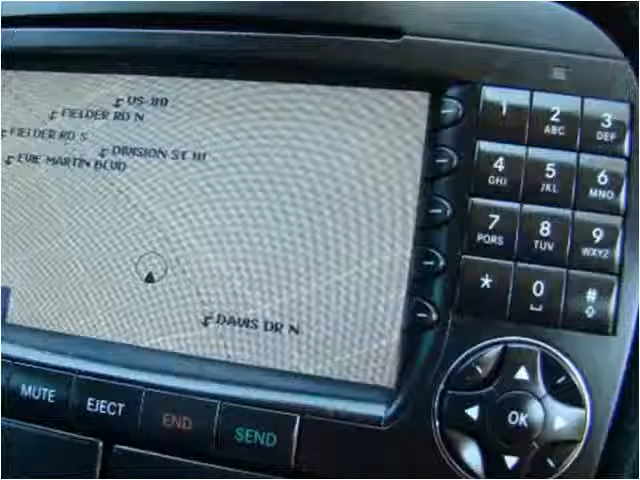 US-80
FIELDER RD N
FIELDER RD S
DIVISION ST W
EVIE MARTIN BLVD
DAVIS DR N
1
2
ABC
3
DEF
4
GHI
5
JKL
6
MNO
7
PQRS
8
TUV
9
WXYZ
*
0
#
MUTE
EJECT
END
SEND
OK